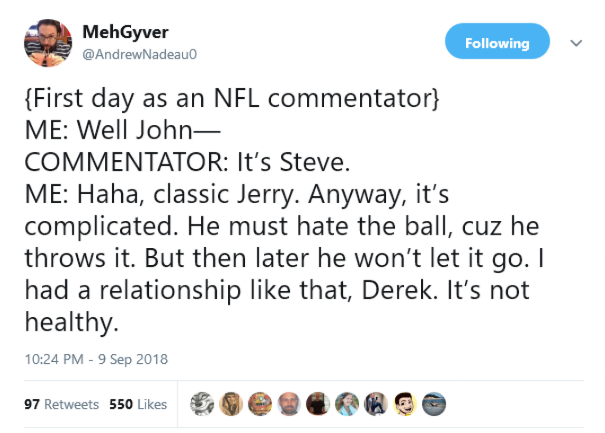 MehGyver
@AndrewNadeau0
Following
{First day as an NFL commentator}
ME: Well John—
COMMENTATOR: It’s Steve.
ME: Haha, classic Jerry. Anyway, it’s
complicated. He must hate the ball, cuz he
throws it. But then later he won’t let it go. I
had a relationship like that, Derek. It’s not
healthy.
10:24 PM - 9 Sep 2018
97 Retweets 550 Likes